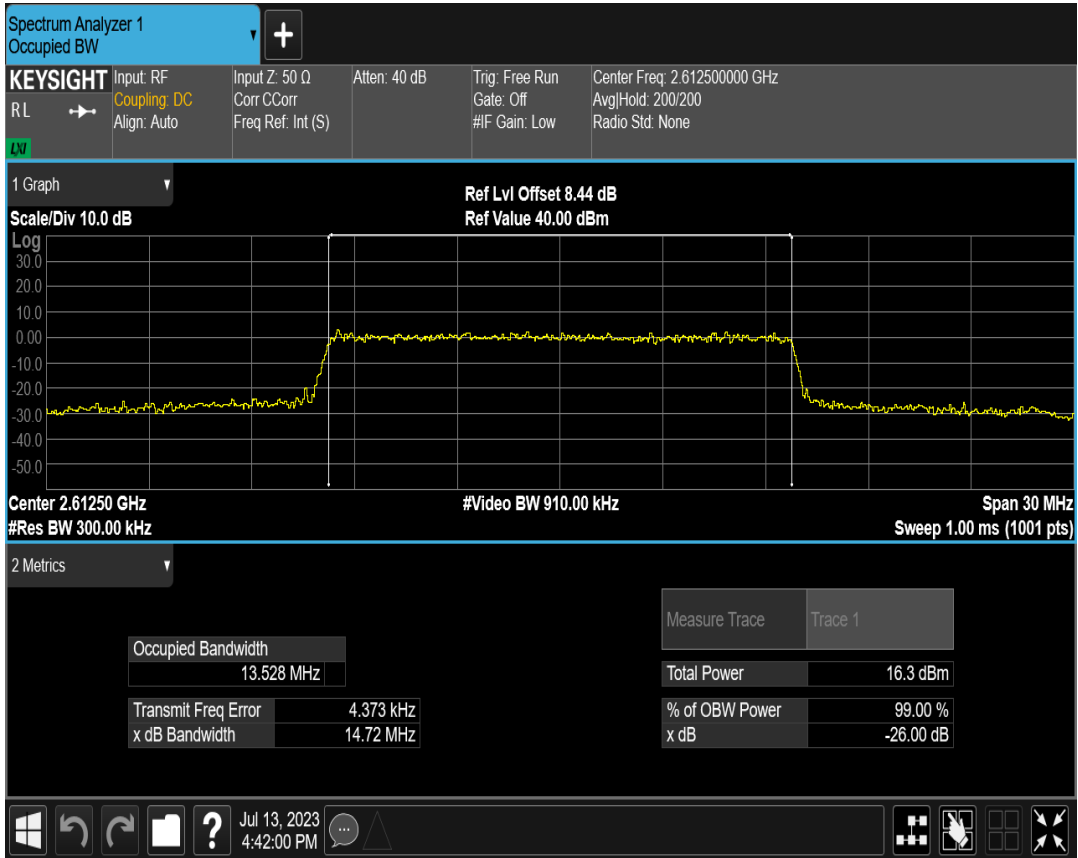 Spectrum Analyzer 1
Occupied BW
+
KEYSIGHT
R L
LXI
Input: RF
Coupling: DC
Align: Auto
Input Z: 50 Ω
Corr CCorr
Freq Ref: Int (S)
Atten: 40 dB
Trig: Free Run
Gate: Off
#IF Gain: Low
Center Freq: 2.612500000 GHz
Avg|Hold: 200/200
Radio Std: None
1 Graph
Scale/Div 10.0 dB
Ref Lvl Offset 8.44 dB
Ref Value 40.00 dBm
Log
30.0
20.0
10.0
0.00
-10.0
-20.0
-30.0
-40.0
-50.0
Center 2.61250 GHz
#Res BW 300.00 kHz
#Video BW 910.00 kHz
Span 30 MHz
Sweep 1.00 ms (1001 pts)
2 Metrics
Measure Trace Trace 1
Occupied Bandwidth
13.528 MHz
Total Power 16.3 dBm
Transmit Freq Error 4.373 kHz
% of OBW Power 99.00 %
x dB Bandwidth 14.72 MHz
x dB -26.00 dB
?
Jul 13, 2023
4:42:00 PM